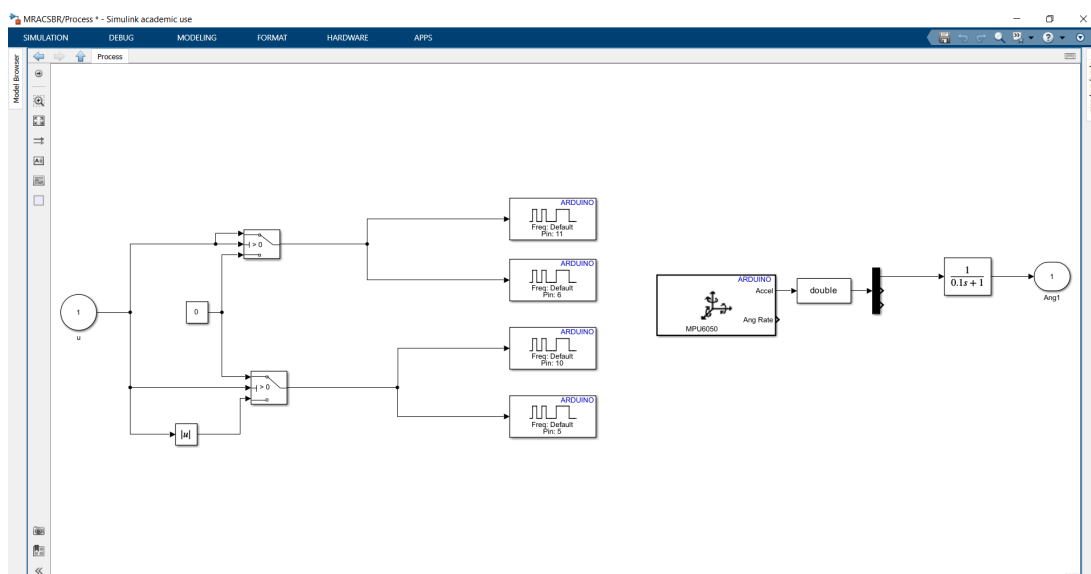 MRACSBR/Process * - Simulink academic use
SIMULATION DEBUG MODELING FORMAT HARDWARE APPS
Model Browser
Process
ARDUINO
Freq: Default
Pin: 11
> 0
ARDUINO
Freq: Default
Pin: 6
1
u
0
ARDUINO
Freq: Default
Pin: 10
> 0
ARDUINO
Freq: Default
Pin: 5
|u|
ARDUINO
Accel
Ang Rate
MPU6050
double
1
0.1s + 1
1
Ang1